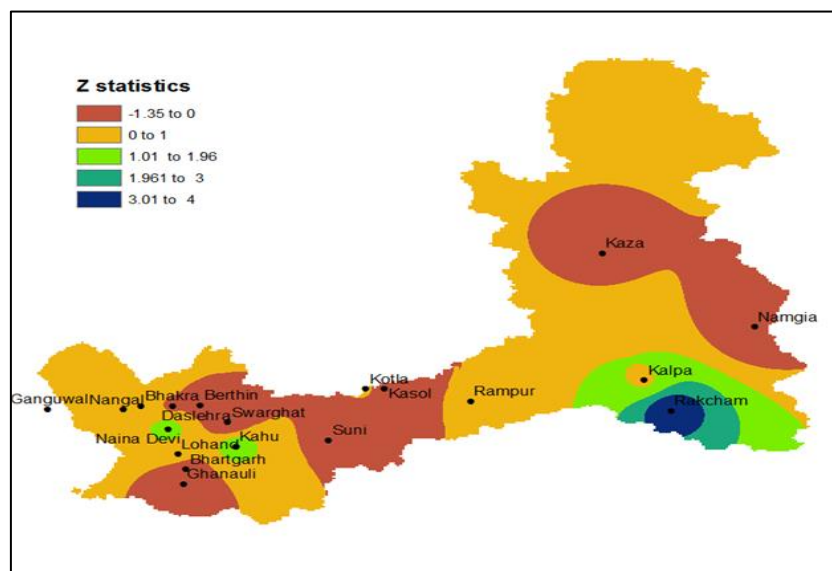 Z statistics
-1.35 to 0
0 to 1
1.01 to 1.96
1.961 to 3
3.01 to 4
Kaza
Namgia
Kalpa
Rakcham
Kotla
Kasol
Rampur
Ganguwal
Nangal
Bhakra
Berthin
Daslehra
Swarghat
Naina Devi
Lohand
Kahu
Suni
Bhartgarh
Ghanauli